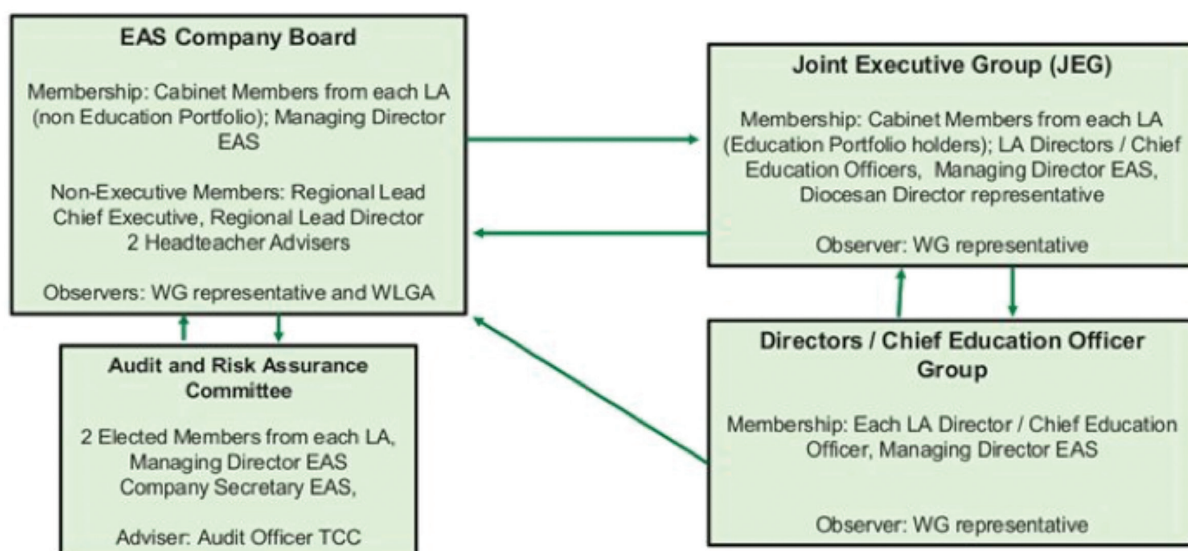 EAS Company Board
Membership: Cabinet Members from each LA
(non Education Portfolio); Managing Director
EAS
Non-Executive Members: Regional Lead
Chief Executive, Regional Lead Director
2 Headteacher Advisers
Observers: WG representative and WLGA
Joint Executive Group (JEG)
Membership: Cabinet Members from each LA
(Education Portfolio holders); LA Directors / Chief
Education Officers, Managing Director EAS,
Diocesan Director representative
Observer: WG representative
Audit and Risk Assurance
Committee
2 Elected Members from each LA,
Managing Director EAS
Company Secretary EAS,
Adviser: Audit Officer TCC
Directors / Chief Education Officer
Group
Membership: Each LA Director / Chief Education
Officer, Managing Director EAS
Observer: WG representative